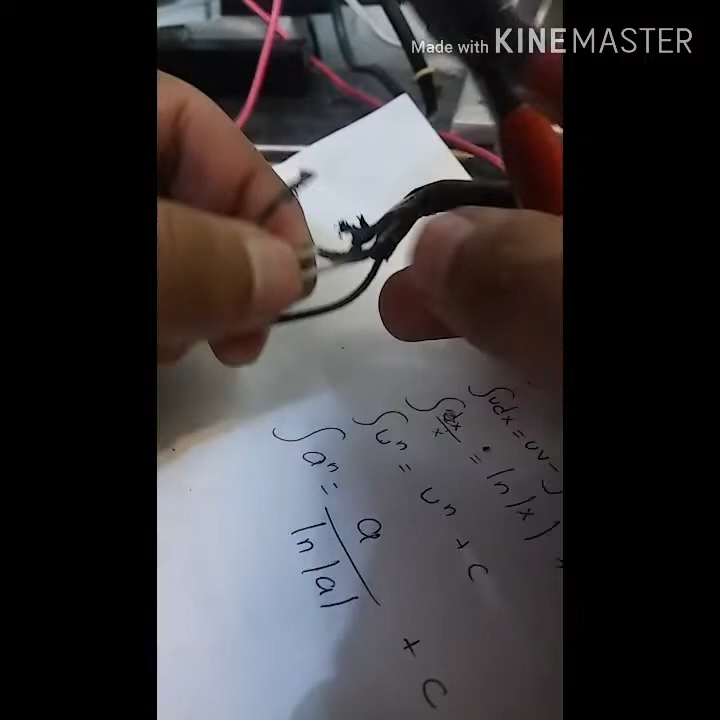 Made with KINEMASTER
∫udx = uv - ∫
∫dx/x = ln|x|
∫uⁿ = uⁿ + C
∫aⁿ = a/ln|a| + C